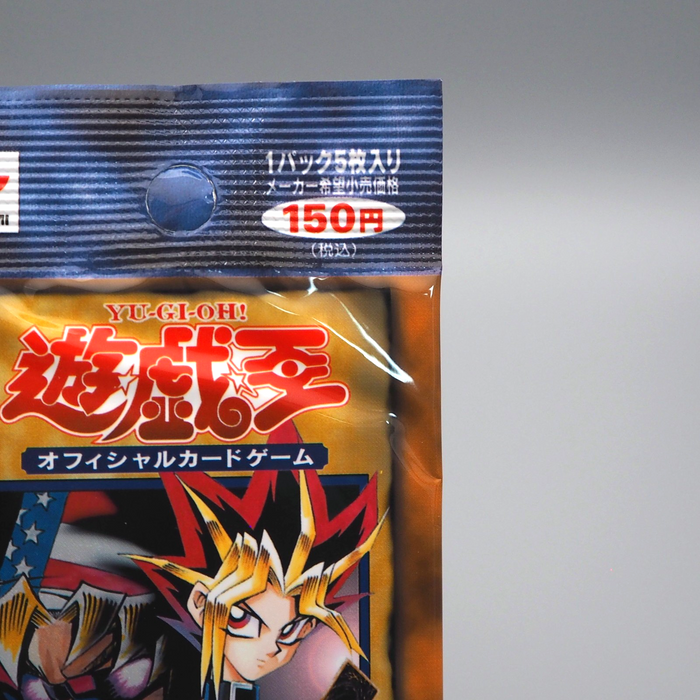 1パック5枚入り
メーカー希望小売価格
150円
(税込)
YU-GI-OH!
遊戯王
オフィシャルカードゲーム